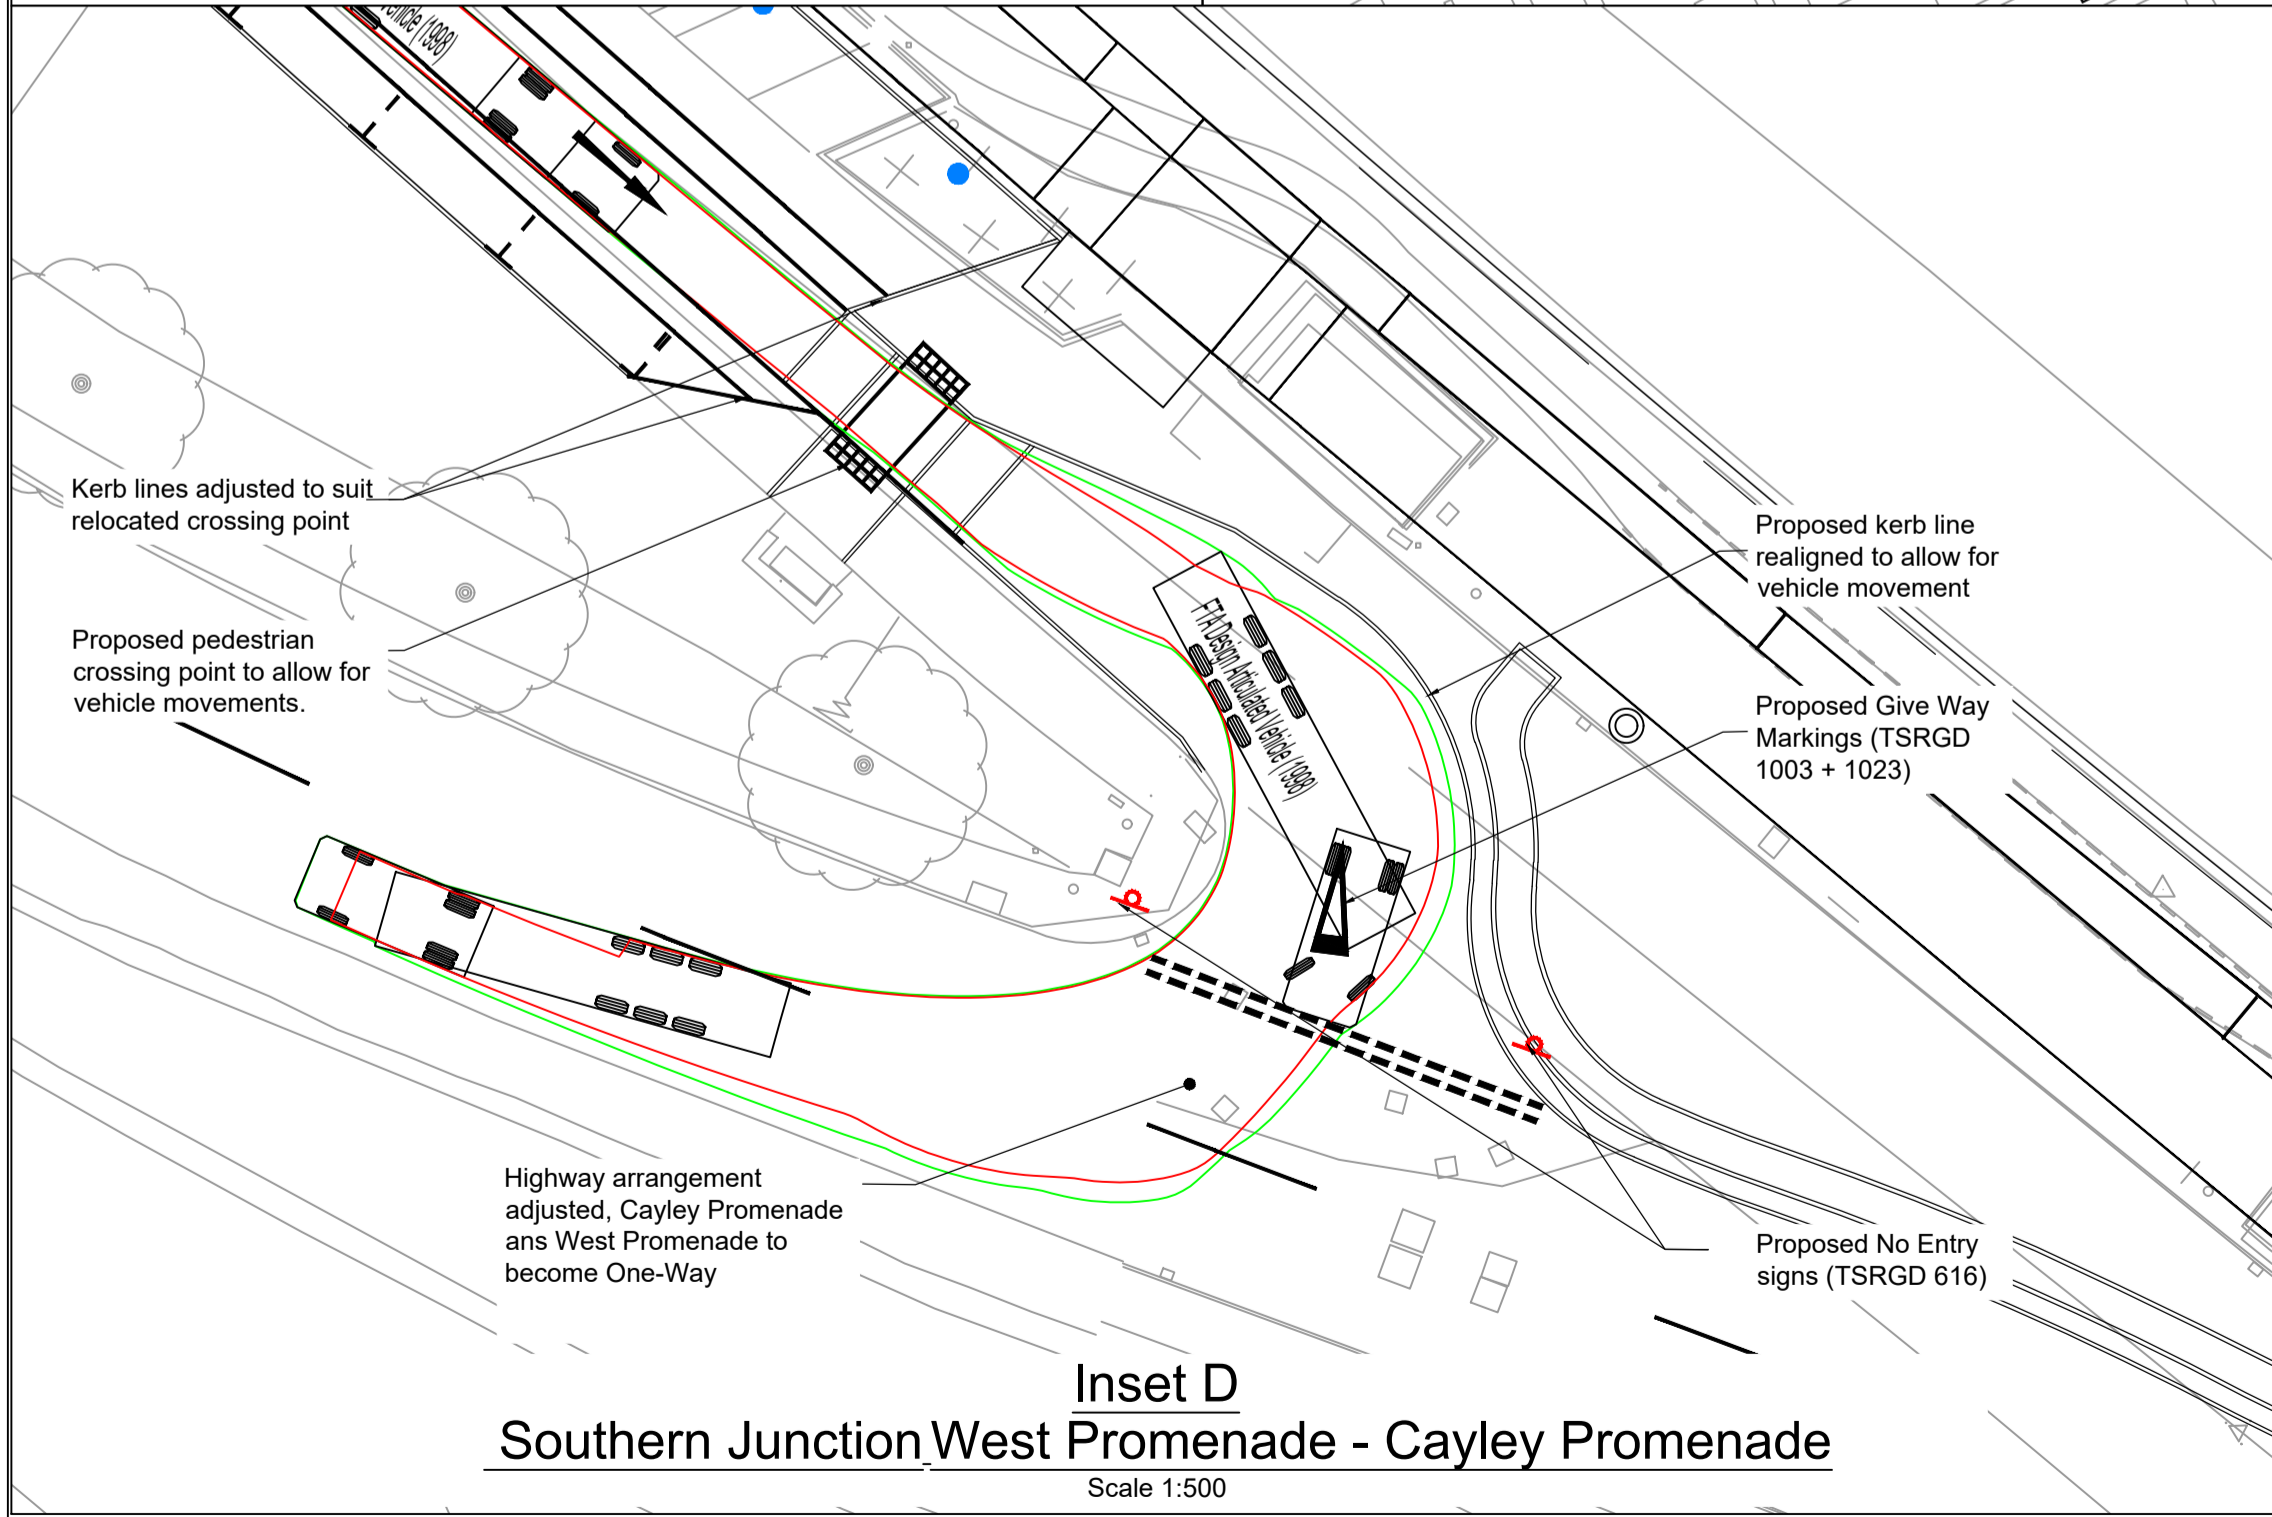 Vehicle (1998)
Kerb lines adjusted to suit
relocated crossing point
Proposed pedestrian
crossing point to allow for
vehicle movements.
FTA Design Articulated Vehicle (1998)
Proposed kerb line
realigned to allow for
vehicle movement
Proposed Give Way
Markings (TSRGD
1003 + 1023)
Highway arrangement
adjusted, Cayley Promenade
ans West Promenade to
become One-Way
Proposed No Entry
signs (TSRGD 616)
Inset D
Southern Junction West Promenade - Cayley Promenade
Scale 1:500